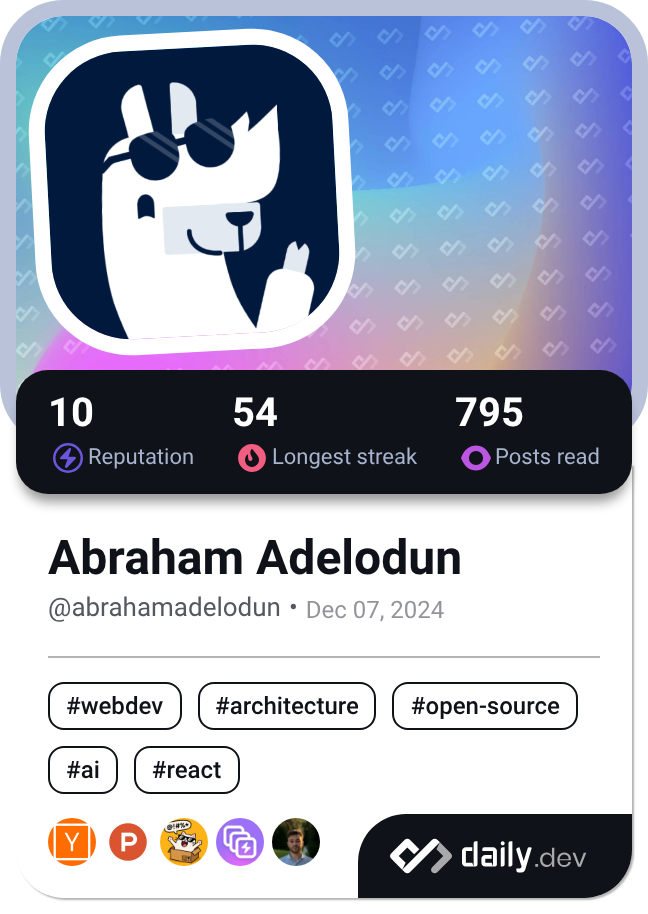 10 54 795
Reputation Longest streak Posts read
Abraham Adelodun
@abrahamadelodun • Dec 07, 2024
#webdev #architecture #open-source
#ai #react
Y P @!#%*
daily.dev